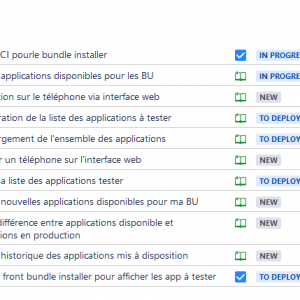 CI pourle bundle installer IN PROGRE
applications disponibles pour les BU IN PROGRE
ion sur le téléphone via interface web NEW
ration de la liste des applications à tester TO DEPLOY
rgement de l'ensemble des applications TO DEPLOY
r un téléphone sur l'interface web NEW
la liste des applications tester TO DEPLOY
nouvelles applications disponibles pour ma BU NEW
différence entre applications disponible et NEW
ions en production
historique des applications mis à disposition NEW
front bundle installer pour afficher les app à tester TO DEPLOY